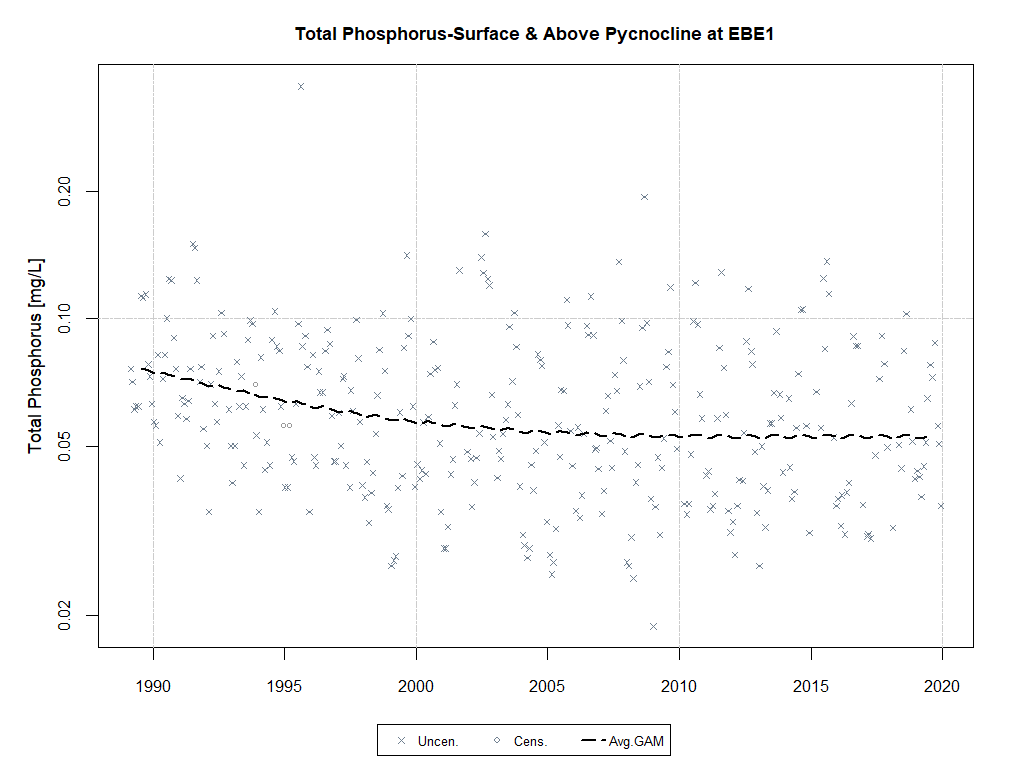 Total Phosphorus-Surface & Above Pycnocline at EBE1
Total Phosphorus [mg/L]
0.20
0.10
0.05
0.02
1990 1995 2000 2005 2010 2015 2020
Uncen. Cens. Avg.GAM